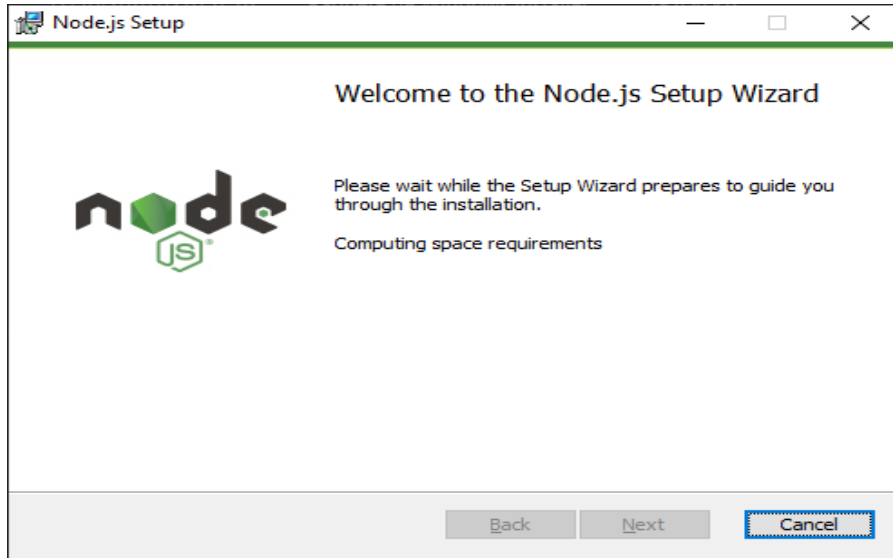 Node.js Setup
Welcome to the Node.js Setup Wizard
node
JS®
Please wait while the Setup Wizard prepares to guide you
through the installation.
Computing space requirements
Back
Next
Cancel